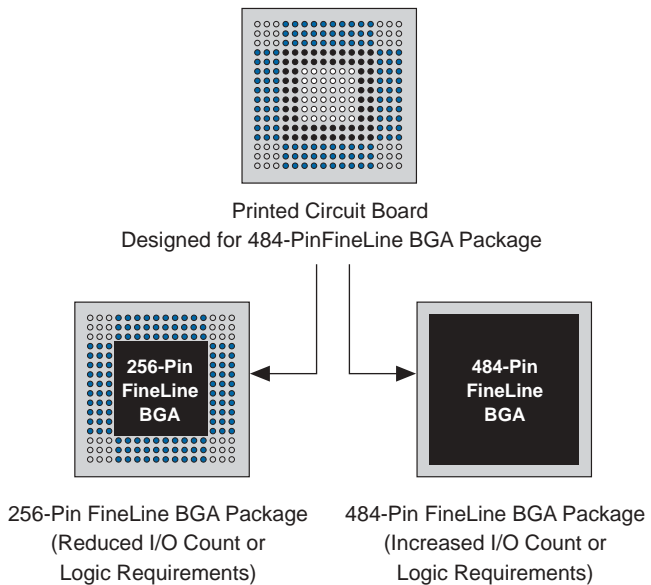 Printed Circuit Board
Designed for 484-PinFineLine BGA Package
256-Pin
FineLine
BGA
484-Pin
FineLine
BGA
256-Pin FineLine BGA Package
(Reduced I/O Count or
Logic Requirements)
484-Pin FineLine BGA Package
(Increased I/O Count or
Logic Requirements)